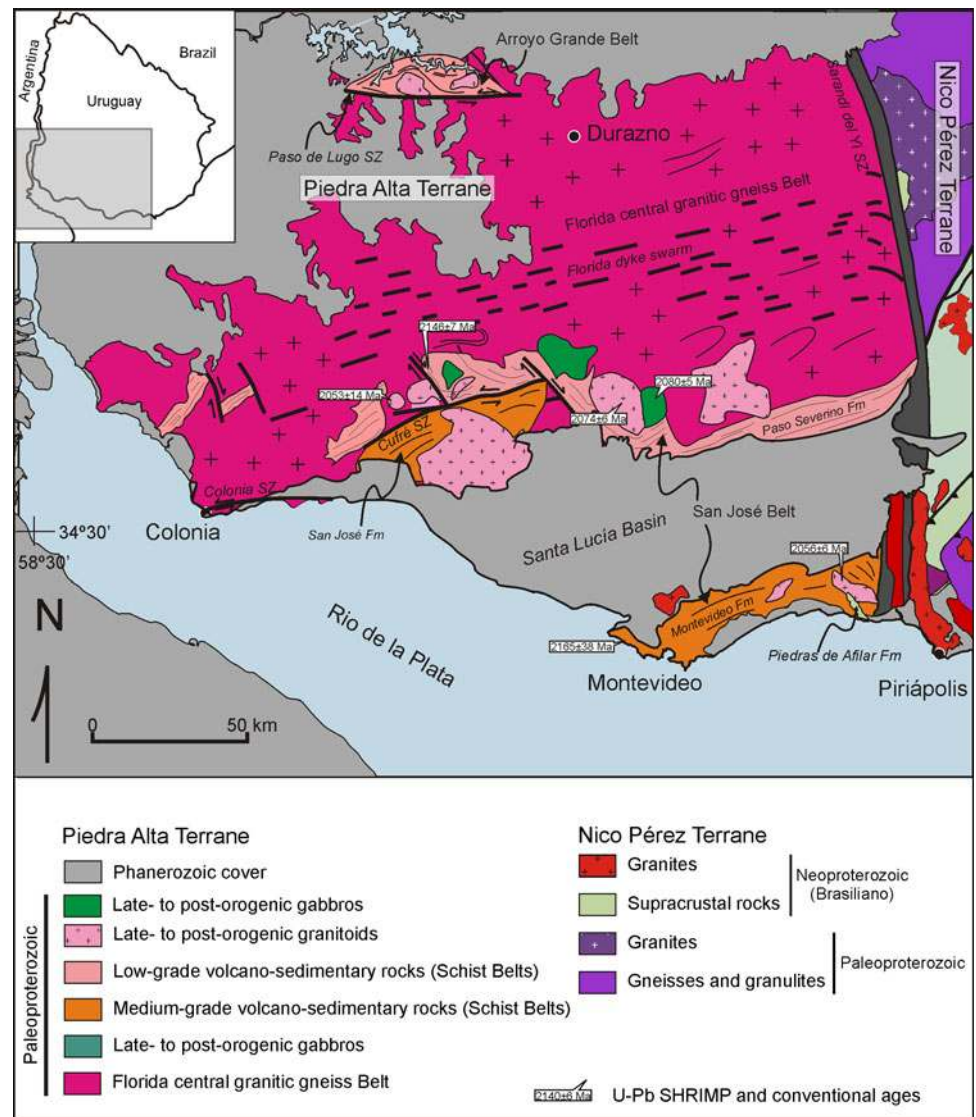 Argentina
Brazil
Uruguay
Arroyo Grande Belt
Paso de Lugo SZ
Durazno
Piedra Alta Terrane
Sarandí del Yí SZ
Nico Pérez Terrane
Florida central granitic gneiss Belt
Florida dyke swarm
2146±7 Ma
2053±14 Ma
2080±5 Ma
2074±6 Ma
Paso Severino Fm
Cufré SZ
Colonia SZ
Colonia
San José Fm
34º30'
58º30'
Santa Lucía Basin
San José Belt
2056±6 Ma
Montevideo Fm
2165±38 Ma
Piedras de Afilar Fm
N
Rio de la Plata
Montevideo
Piriápolis
0 50 km
Piedra Alta Terrane
Phanerozoic cover
Paleoproterozoic
Late- to post-orogenic gabbros
Late- to post-orogenic granitoids
Low-grade volcano-sedimentary rocks (Schist Belts)
Medium-grade volcano-sedimentary rocks (Schist Belts)
Late- to post-orogenic gabbros
Florida central granitic gneiss Belt
Nico Pérez Terrane
Granites
Supracrustal rocks
Neoproterozoic
(Brasiliano)
Granites
Gneisses and granulites
Paleoproterozoic
2140±6 Ma
U-Pb SHRIMP and conventional ages